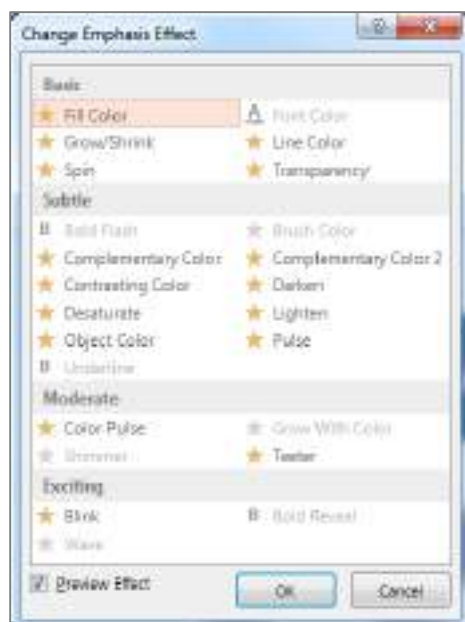 Change Emphasis Effect
Basic
Fill Color
Font Color
Grow/Shrink
Line Color
Spin
Transparency
Subtle
Bold Flash
Brush Color
Complementary Color
Complementary Color 2
Contrasting Color
Darken
Desaturate
Lighten
Object Color
Pulse
Underline
Moderate
Color Pulse
Grow With Color
Shimmer
Teeter
Exciting
Blink
Bold Reveal
Wave
Preview Effect
OK
Cancel